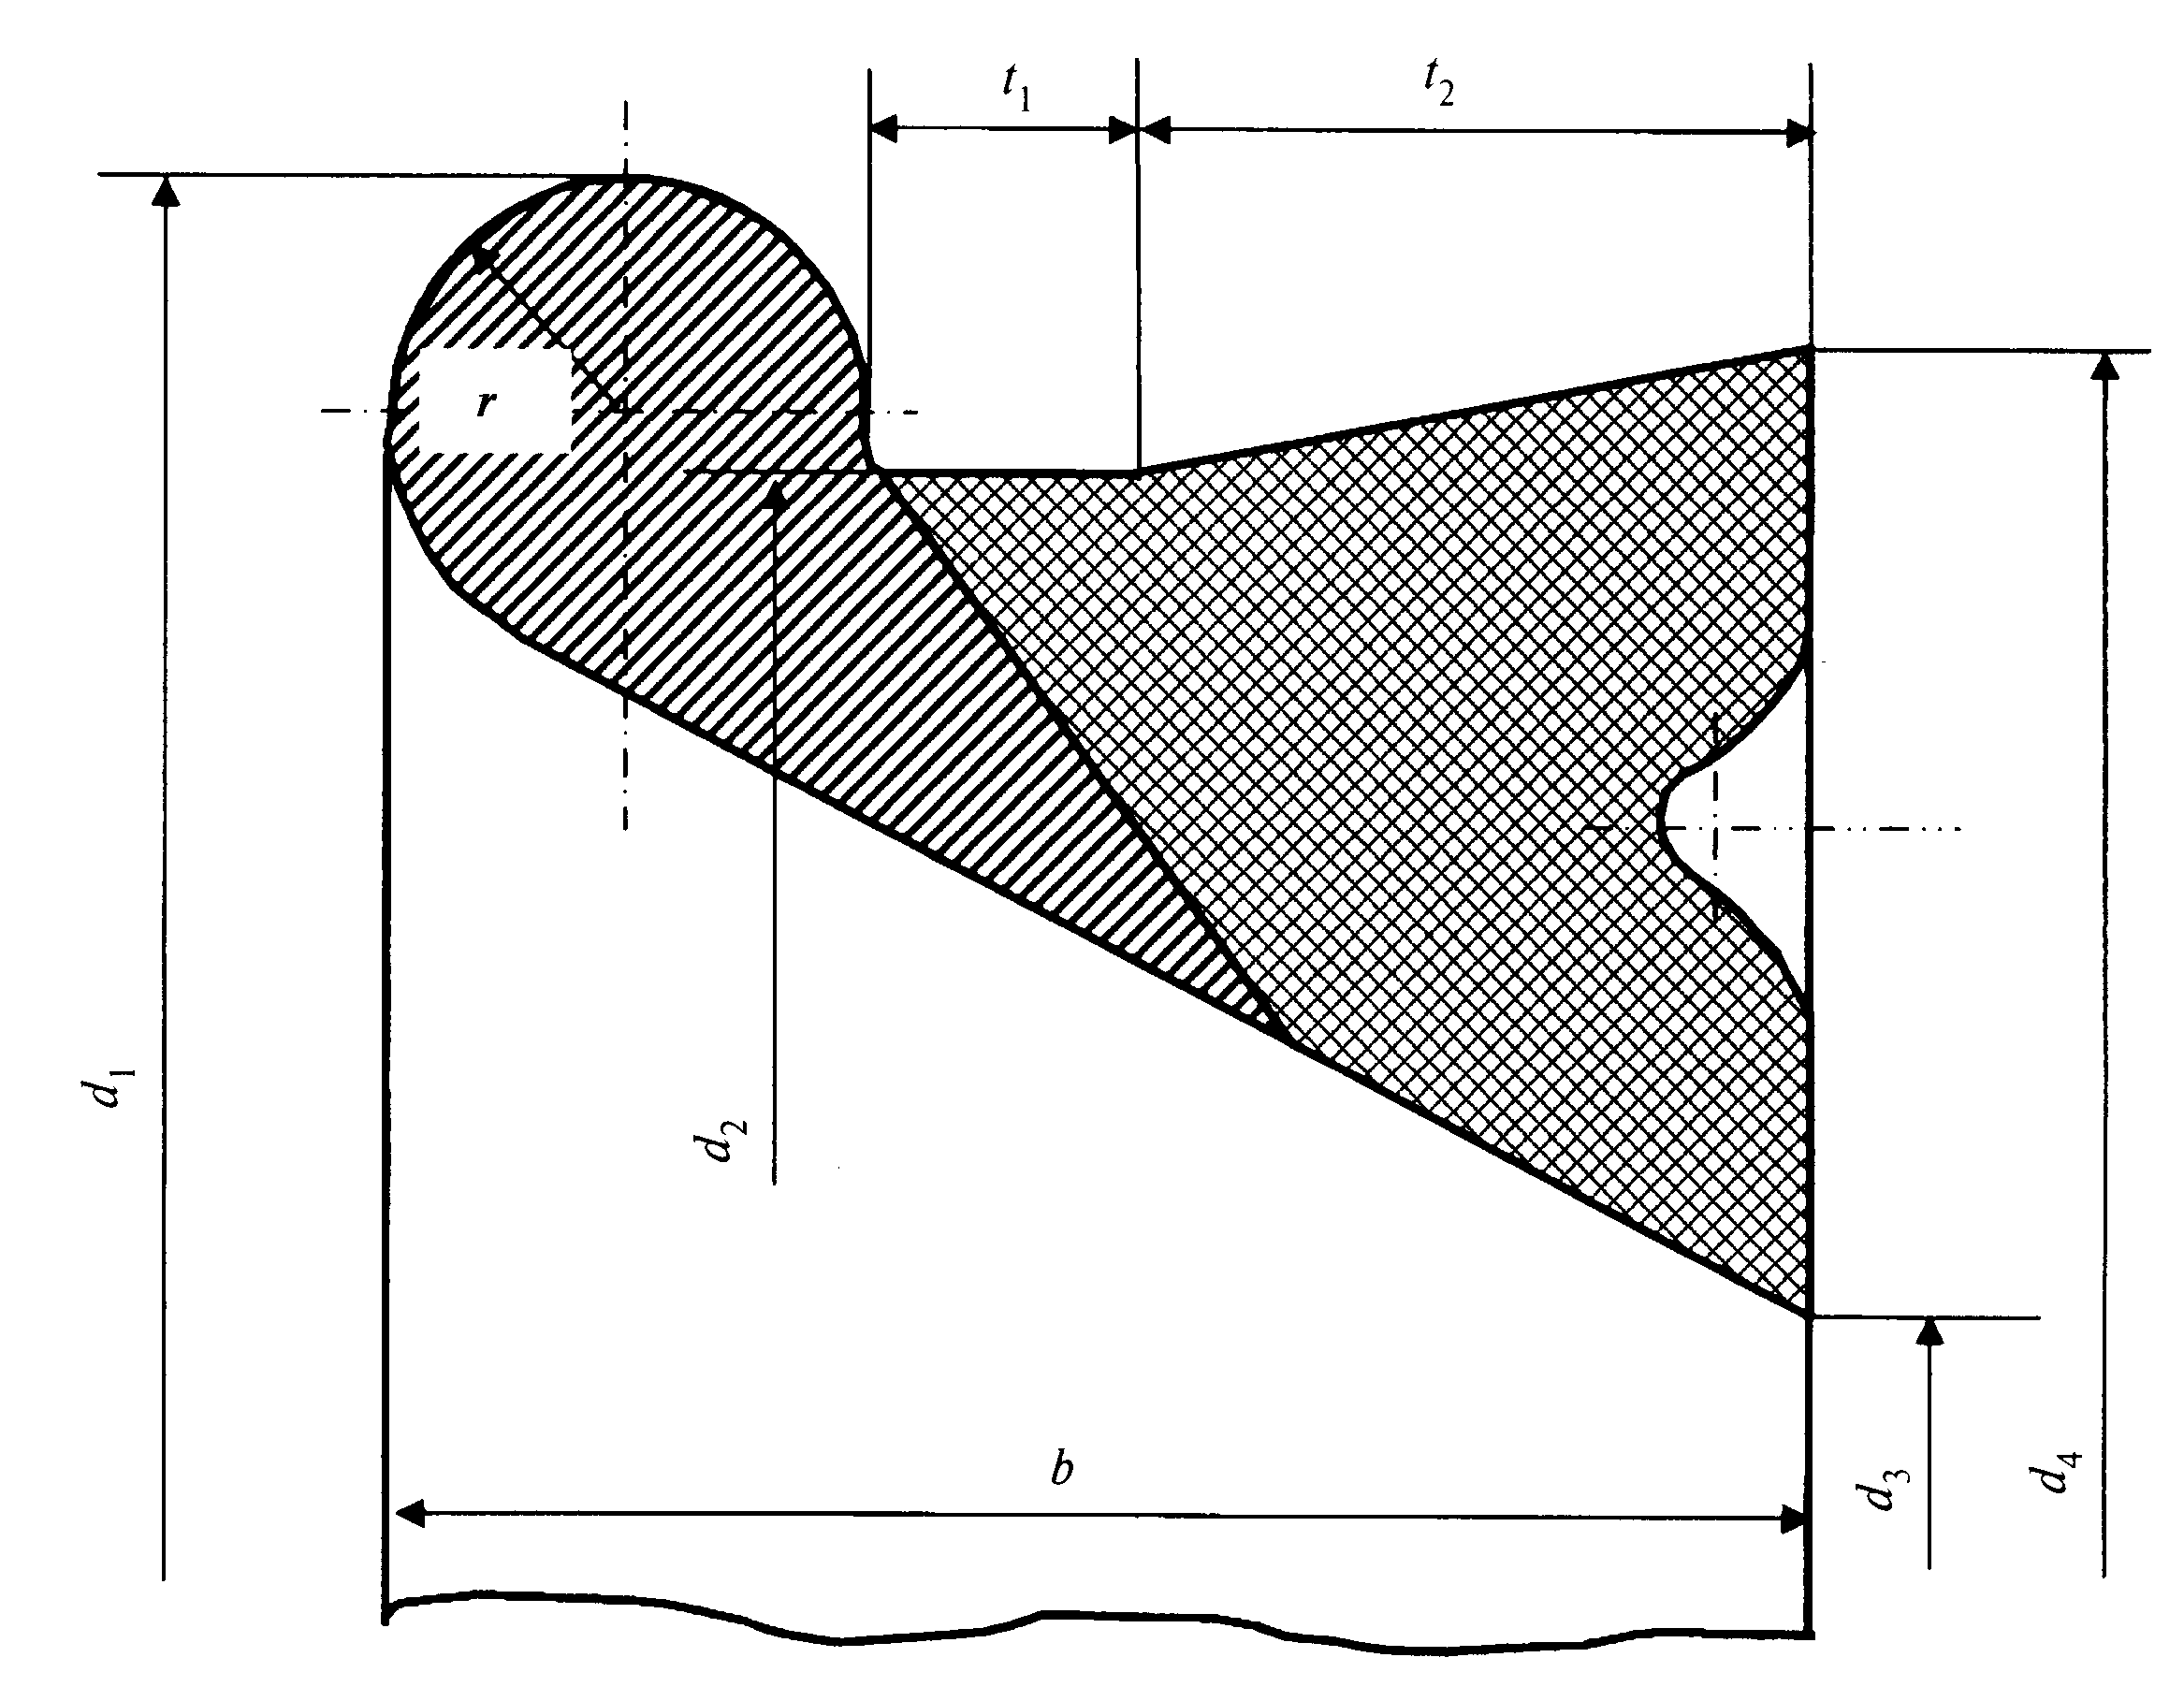 t₁
t₂
r
d₁
d₂
b
d₃
d₄